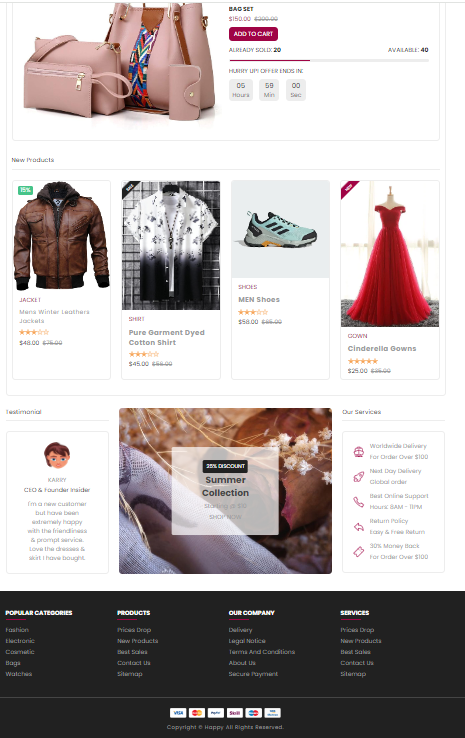 BAG SET
$150.00 $200.00
ADD TO CART
ALREADY SOLD: 20 AVAILABLE: 40
HURRY UP! OFFER ENDS IN:
05 59 00
Hours Min Sec
New Products
15%
JACKET
Mens Winter Leathers
Jackets
$48.00 $75.00
SHIRT
Pure Garment Dyed
Cotton Shirt
$45.00
SHOES
MEN Shoes
$58.00
NEW
GOWN
Cinderella Gowns
$25.00 $35.00
Testimonial
KARRY
CEO & Founder Insider
I'm a new customer
but have been
extremely happy
with the friendliness
& prompt service.
Love the dresses &
skirt I have bought.
25% DISCOUNT
Summer
Collection
Starting at
SHOP NOW
Our Services
Worldwide Delivery
For Order Over $100
Next Day Delivery
Global order
Best Online Support
Hours: 8AM - 11PM
Return Policy
Easy & Free Return
30% Money Back
For Order Over $100
POPULAR CATEGORIES
Fashion
Electronic
Cosmetic
Bags
Watches
PRODUCTS
Prices Drop
New Products
Best Sales
Contact Us
Sitemap
OUR COMPANY
Delivery
Legal Notice
Terms And Conditions
About Us
Secure Payment
SERVICES
Prices Drop
New Products
Best Sales
Contact Us
Sitemap
VISA PayPal Skrill
Copyright © Happy All Rights Reserved.